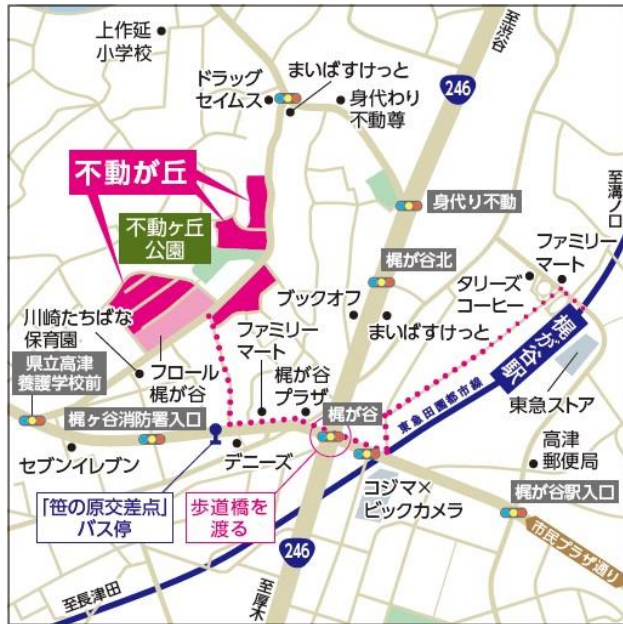 上作延
小学校
至渋谷
ドラッグ
セイムス
まいばすけっと
身代わり
不動尊
246
不動が丘
不動ヶ丘
公園
身代り不動
至溝ノ口
梶が谷北
ファミリー
マート
タリーズ
コーヒー
ブックオフ
まいばすけっと
川崎たちばな
保育園
フロール
梶が谷
ファミリー
マート
梶が谷
プラザ
梶が谷
梶が谷駅
東急田園都市線
東急ストア
県立高津
養護学校前
梶ヶ谷消防署入口
セブンイレブン
デニーズ
高津
郵便局
「笹の原交差点」
バス停
歩道橋を
渡る
コジマ×
ビックカメラ
梶が谷駅入口
市民プラザ通り
246
至長津田
至厚木